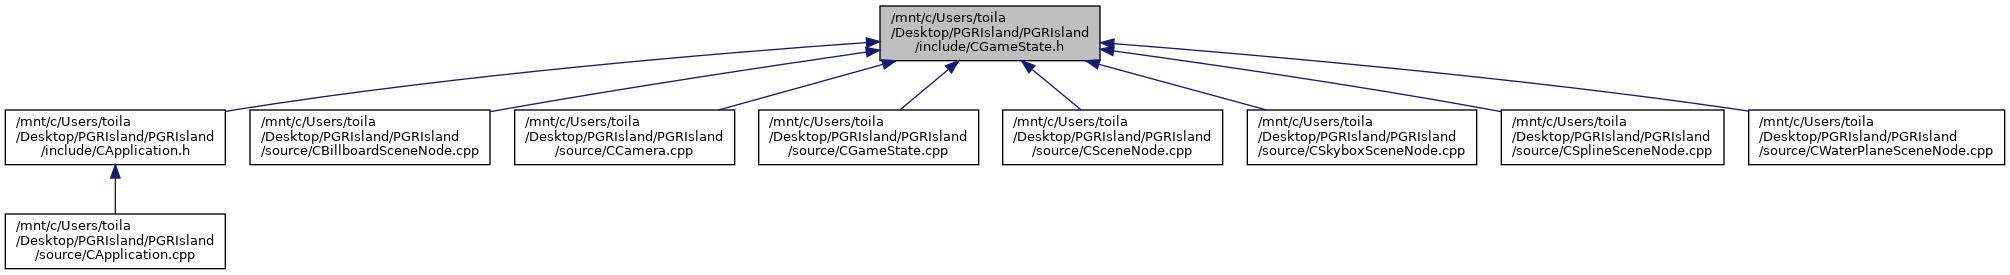 /mnt/c/Users/toila
/Desktop/PGRIsland/PGRIsland
/include/CGameState.h
/mnt/c/Users/toila
/Desktop/PGRIsland/PGRIsland
/include/CApplication.h
/mnt/c/Users/toila
/Desktop/PGRIsland/PGRIsland
/source/CBillboardSceneNode.cpp
/mnt/c/Users/toila
/Desktop/PGRIsland/PGRIsland
/source/CCamera.cpp
/mnt/c/Users/toila
/Desktop/PGRIsland/PGRIsland
/source/CGameState.cpp
/mnt/c/Users/toila
/Desktop/PGRIsland/PGRIsland
/source/CSceneNode.cpp
/mnt/c/Users/toila
/Desktop/PGRIsland/PGRIsland
/source/CSkyboxSceneNode.cpp
/mnt/c/Users/toila
/Desktop/PGRIsland/PGRIsland
/source/CSplineSceneNode.cpp
/mnt/c/Users/toila
/Desktop/PGRIsland/PGRIsland
/source/CWaterPlaneSceneNode.cpp
/mnt/c/Users/toila
/Desktop/PGRIsland/PGRIsland
/source/CApplication.cpp